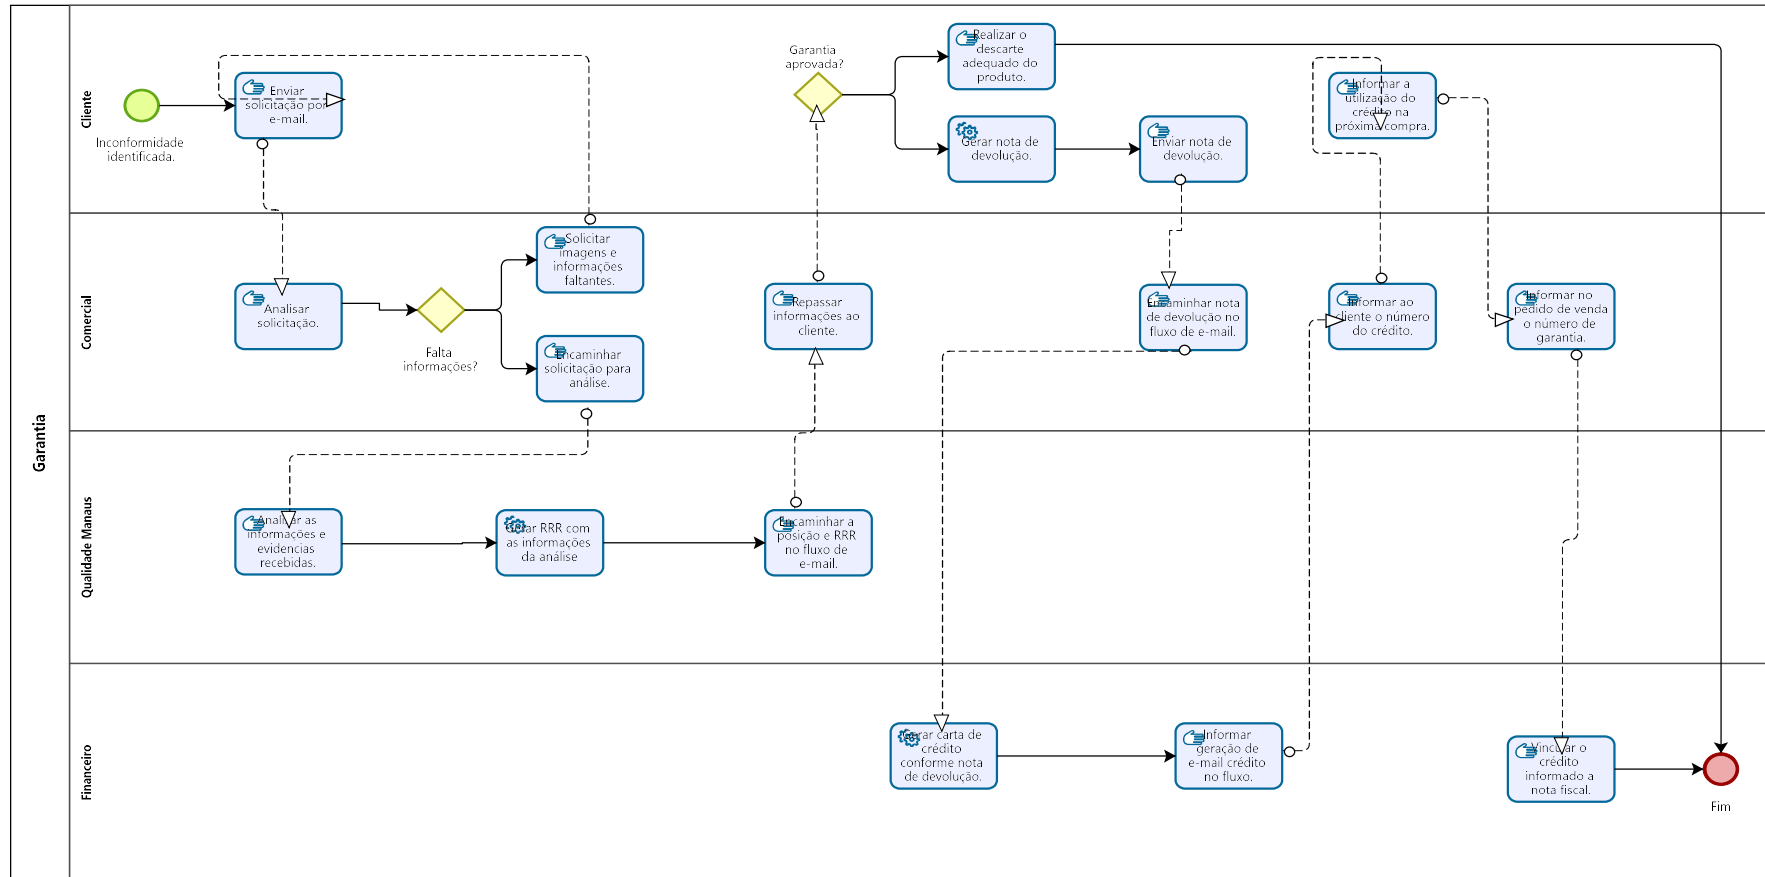 Garantia
Cliente
Inconformidade
identificada.
Enviar
solicitação por
e-mail.
Garantia
aprovada?
Realizar o
descarte
adequado do
produto.
Gerar nota de
devolução.
Enviar nota de
devolução.
Informar a
utilização do
crédito na
próxima compra.
Comercial
Analisar
solicitação.
Falta
informações?
Solicitar
imagens e
informações
faltantes.
Encaminhar
solicitação para
análise.
Repassar
informações ao
cliente.
Encaminhar nota
de devolução no
fluxo de e-mail.
Informar ao
cliente o número
do crédito.
Informar no
pedido de venda
o número de
garantia.
Qualidade Manaus
Analisar as
informações e
evidencias
recebidas.
Gerar RRR com
as informações
da análise
Encaminhar a
posição e RRR
no fluxo de
e-mail.
Financeiro
Gerar carta de
crédito
conforme nota
de devolução.
Informar
geração de
e-mail crédito
no fluxo.
Vincular o
crédito
informado a
nota fiscal.
Fim